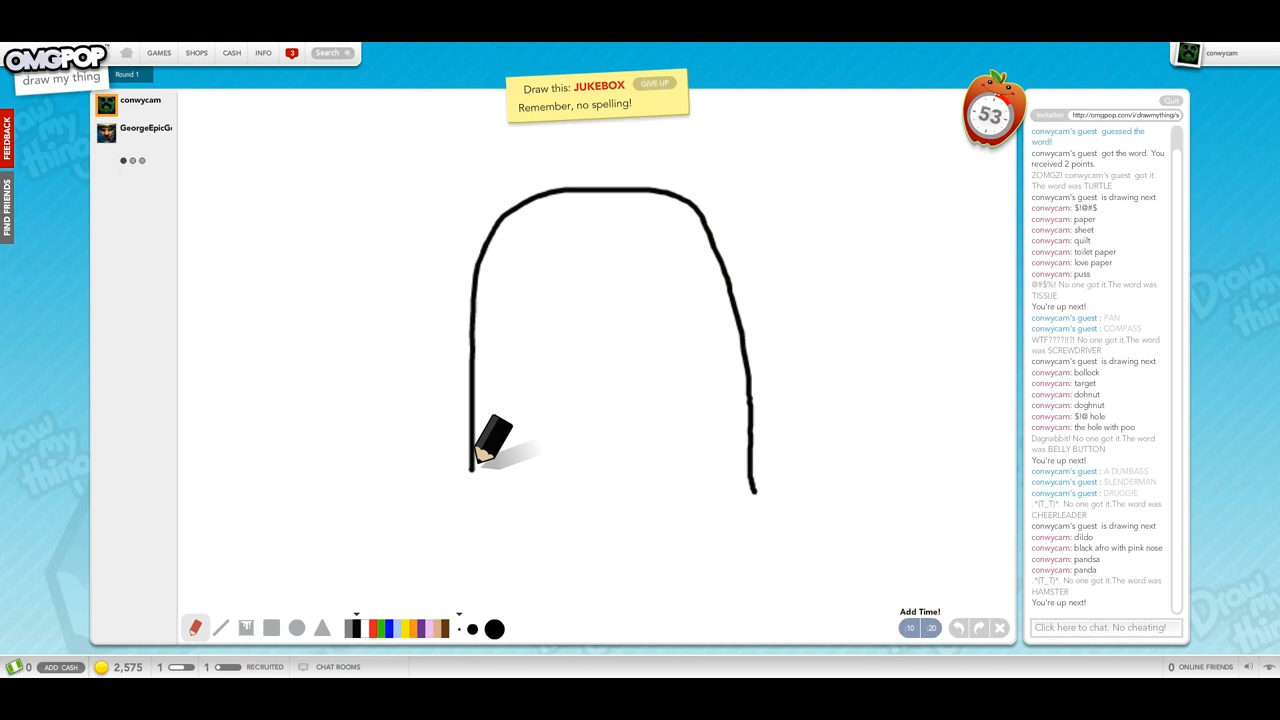 OMGPOP
GAMES SHOPS CASH INFO 3 Search
conwycam
draw my thing Round 1
Draw this: JUKEBOX GIVE UP
Remember, no spelling!
53
Quit
FEEDBACK
FIND FRIENDS
conwycam
GeorgeEpicG
Invitation http://omgpop.com/i/drawmything/s
conwycam's guest guessed the
word!
conwycam's guest got the word. You
received 2 points.
ZOMGZ! conwycam's guest got it.
The word was TURTLE
conwycam's guest is drawing next
conwycam: $!@#$
conwycam: paper
conwycam: sheet
conwycam: quilt
conwycam: toilet paper
conwycam: love paper
conwycam: puss
@#$%! No one got it.The word was
TISSUE
You're up next!
conwycam's guest : PAN
conwycam's guest : COMPASS
WTF????!!?! No one got it.The word
was SCREWDRIVER
conwycam's guest is drawing next
conwycam: bollock
conwycam: target
conwycam: dohnut
conwycam: doghnut
conwycam: $!@ hole
conwycam: the hole with poo
Dagnabbit! No one got it.The word
was BELLY BUTTON
You're up next!
conwycam's guest : A DUMBASS
conwycam's guest : SLENDERMAN
conwycam's guest : DRUGGIE
.*(T_T)*. No one got it.The word was
CHEERLEADER
conwycam's guest is drawing next
conwycam: dildo
conwycam: black afro with pink nose
conwycam: pandsa
conwycam: panda
.*(T_T)*. No one got it.The word was
HAMSTER
You're up next!
Add Time!
:10 :20
Click here to chat. No cheating!
0 ADD CASH 2,575 1 1 RECRUITED CHAT ROOMS
0 ONLINE FRIENDS